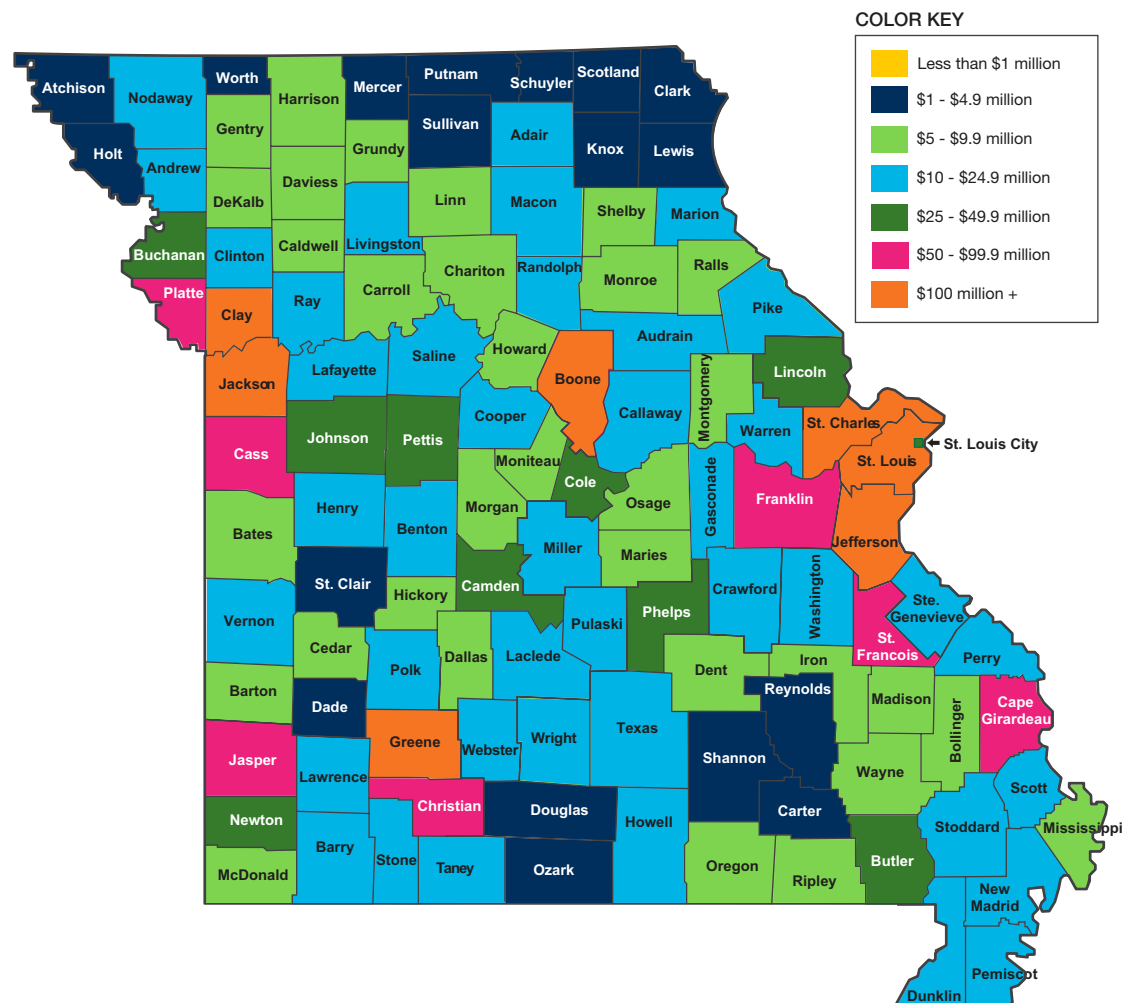 COLOR KEY
Less than $1 million
$1 - $4.9 million
$5 - $9.9 million
$10 - $24.9 million
$25 - $49.9 million
$50 - $99.9 million
$100 million +
Atchison
Nodaway
Worth
Harrison
Mercer
Putnam
Schuyler
Scotland
Clark
Gentry
Sullivan
Adair
Holt
Andrew
Grundy
Knox
Lewis
DeKalb
Daviess
Linn
Macon
Shelby
Marion
Buchanan
Clinton
Caldwell
Livingston
Chariton
Randolph
Monroe
Ralls
Platte
Clay
Ray
Carroll
Pike
Audrain
Jackson
Lafayette
Saline
Howard
Boone
Callaway
Montgomery
Lincoln
Cooper
Warren
St. Charles
St. Louis City
St. Louis
Cass
Johnson
Pettis
Moniteau
Cole
Osage
Gasconade
Franklin
Jefferson
Bates
Henry
Benton
Morgan
Miller
Maries
Camden
St. Clair
Hickory
Pulaski
Phelps
Crawford
Washington
Ste.
Genevieve
St.
Francois
Perry
Vernon
Cedar
Polk
Dallas
Laclede
Dent
Iron
Reynolds
Madison
Bollinger
Cape
Girardeau
Barton
Dade
Greene
Webster
Wright
Texas
Shannon
Wayne
Jasper
Lawrence
Christian
Douglas
Howell
Carter
Scott
Stoddard
Mississippi
Newton
Barry
Stone
Taney
Ozark
Oregon
Ripley
Butler
McDonald
New
Madrid
Pemiscot
Dunklin